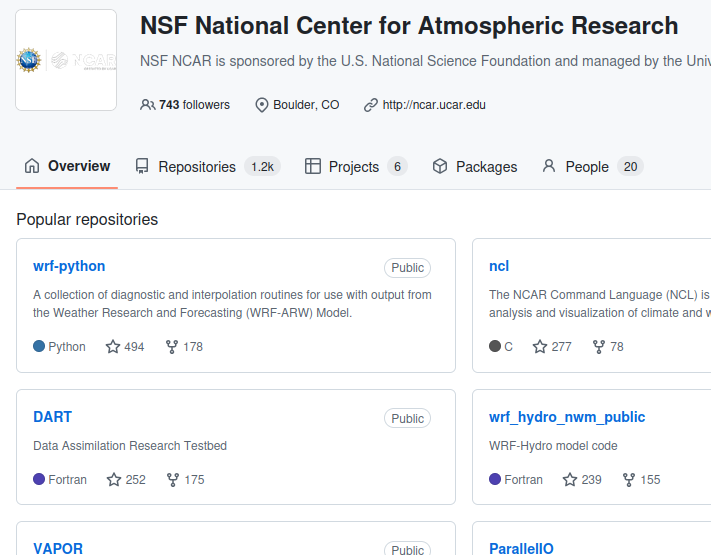 NSF National Center for Atmospheric Research
NSF NCAR is sponsored by the U.S. National Science Foundation and managed by the
743 followers
Boulder, CO
http://ncar.ucar.edu
Overview
Repositories 1.2k
Projects 6
Packages
People 20
Popular repositories
wrf-python
Public
A collection of diagnostic and interpolation routines for use with output from
the Weather Research and Forecasting (WRF-ARW) Model.
Python 494 178
ncl
The NCAR Command Language (NCL) is
analysis and visualization of climate and
C 277 78
DART
Public
Data Assimilation Research Testbed
Fortran 252 175
wrf_hydro_nwm_public
WRF-Hydro model code
Fortran 239 155
VAPOR
Public
ParallelIO